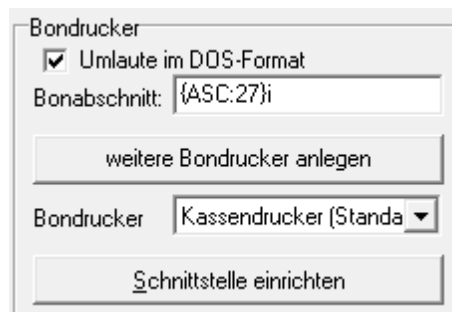 Bondrucker
Umlaute im DOS-Format
Bonabschnitt: {ASC:27}i
weitere Bondrucker anlegen
Bondrucker Kassendrucker (Standa
Schnittstelle einrichten